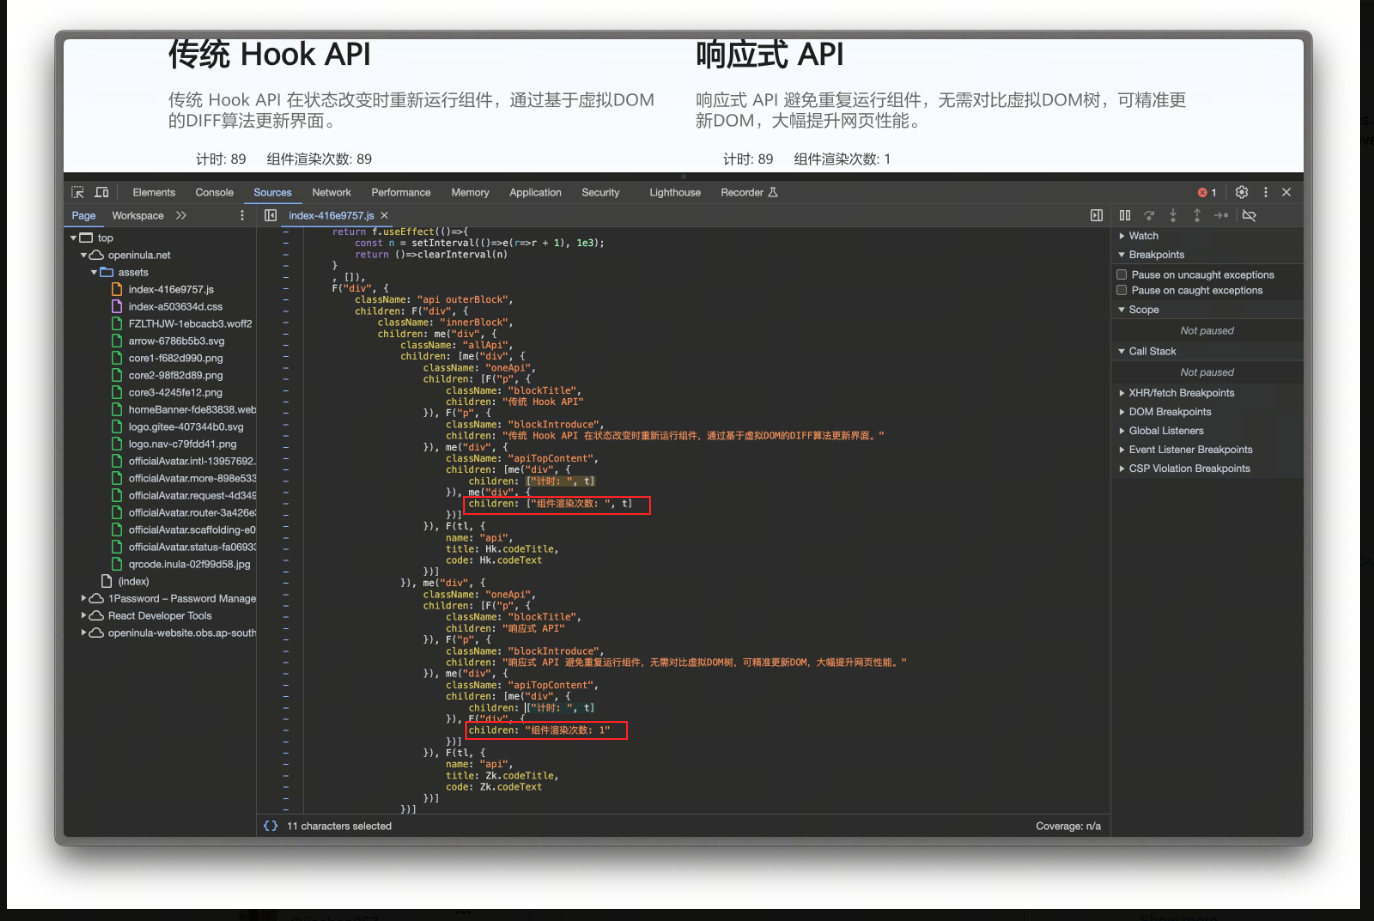 传统 Hook API
响应式 API
传统 Hook API 在状态改变时重新运行组件，通过基于虚拟DOM
的DIFF算法更新界面。
响应式 API 避免重复运行组件，无需对比虚拟DOM树，可精准更
新DOM，大幅提升网页性能。
计时: 89 组件渲染次数: 89
计时: 89 组件渲染次数: 1
Elements Console Sources Network Performance Memory Application Security Lighthouse Recorder 1
Page Workspace
index-416e9757.js
top
openinula.net
assets
index-416e9757.js
index-a503634d.css
FZLTHJW-1ebcacb3.woff2
arrow-6786b5b3.svg
core1-f682d990.png
core2-98f82d89.png
core3-4245fe12.png
homeBanner-fde83838.web
logo.gitee-407344b0.svg
logo.nav-c79fdd41.png
officialAvatar.intl-13957692.
officialAvatar.more-898e533
officialAvatar.request-4d349
officialAvatar.router-3a426e
officialAvatar.scaffolding-e0
officialAvatar.status-fa0693
qrcode.inula-02f99d58.jpg
(index)
1Password – Password Manage
React Developer Tools
openinula-website.obs.ap-south
return f.useEffect(()=>{
const n = setInterval(()=>e(r=>r + 1), 1e3);
return ()=>clearInterval(n)
}
, []),
F("div", {
className: "api outerBlock",
children: F("div", {
className: "innerBlock",
children: me("div", {
className: "allApi",
children: [me("div", {
className: "oneApi",
children: [F("p", {
className: "blockTitle",
children: "传统 Hook API"
}), F("p", {
className: "blockIntroduce",
children: "传统 Hook API 在状态改变时重新运行组件，通过基于虚拟DOM的DIFF算法更新界面。"
}), me("div", {
className: "apiTopContent",
children: [me("div", {
children: ["计时: ", t]
}), me("div", {
children: ["组件渲染次数: ", t]
})]
}), F(tl, {
name: "api",
title: Hk.codeTitle,
code: Hk.codeText
})]
}), me("div", {
className: "oneApi",
children: [F("p", {
className: "blockTitle",
children: "响应式 API"
}), F("p", {
className: "blockIntroduce",
children: "响应式 API 避免重复运行组件，无需对比虚拟DOM树，可精准更新DOM，大幅提升网页性能。"
}), me("div", {
className: "apiTopContent",
children: [me("div", {
children: ["计时: ", t]
}), F("div", {
children: "组件渲染次数: 1"
})]
}), F(tl, {
name: "api",
title: Zk.codeTitle,
code: Zk.codeText
})]
})]
{} 11 characters selected
Coverage: n/a
Watch
Breakpoints
Pause on uncaught exceptions
Pause on caught exceptions
Scope
Not paused
Call Stack
Not paused
XHR/fetch Breakpoints
DOM Breakpoints
Global Listeners
Event Listener Breakpoints
CSP Violation Breakpoints